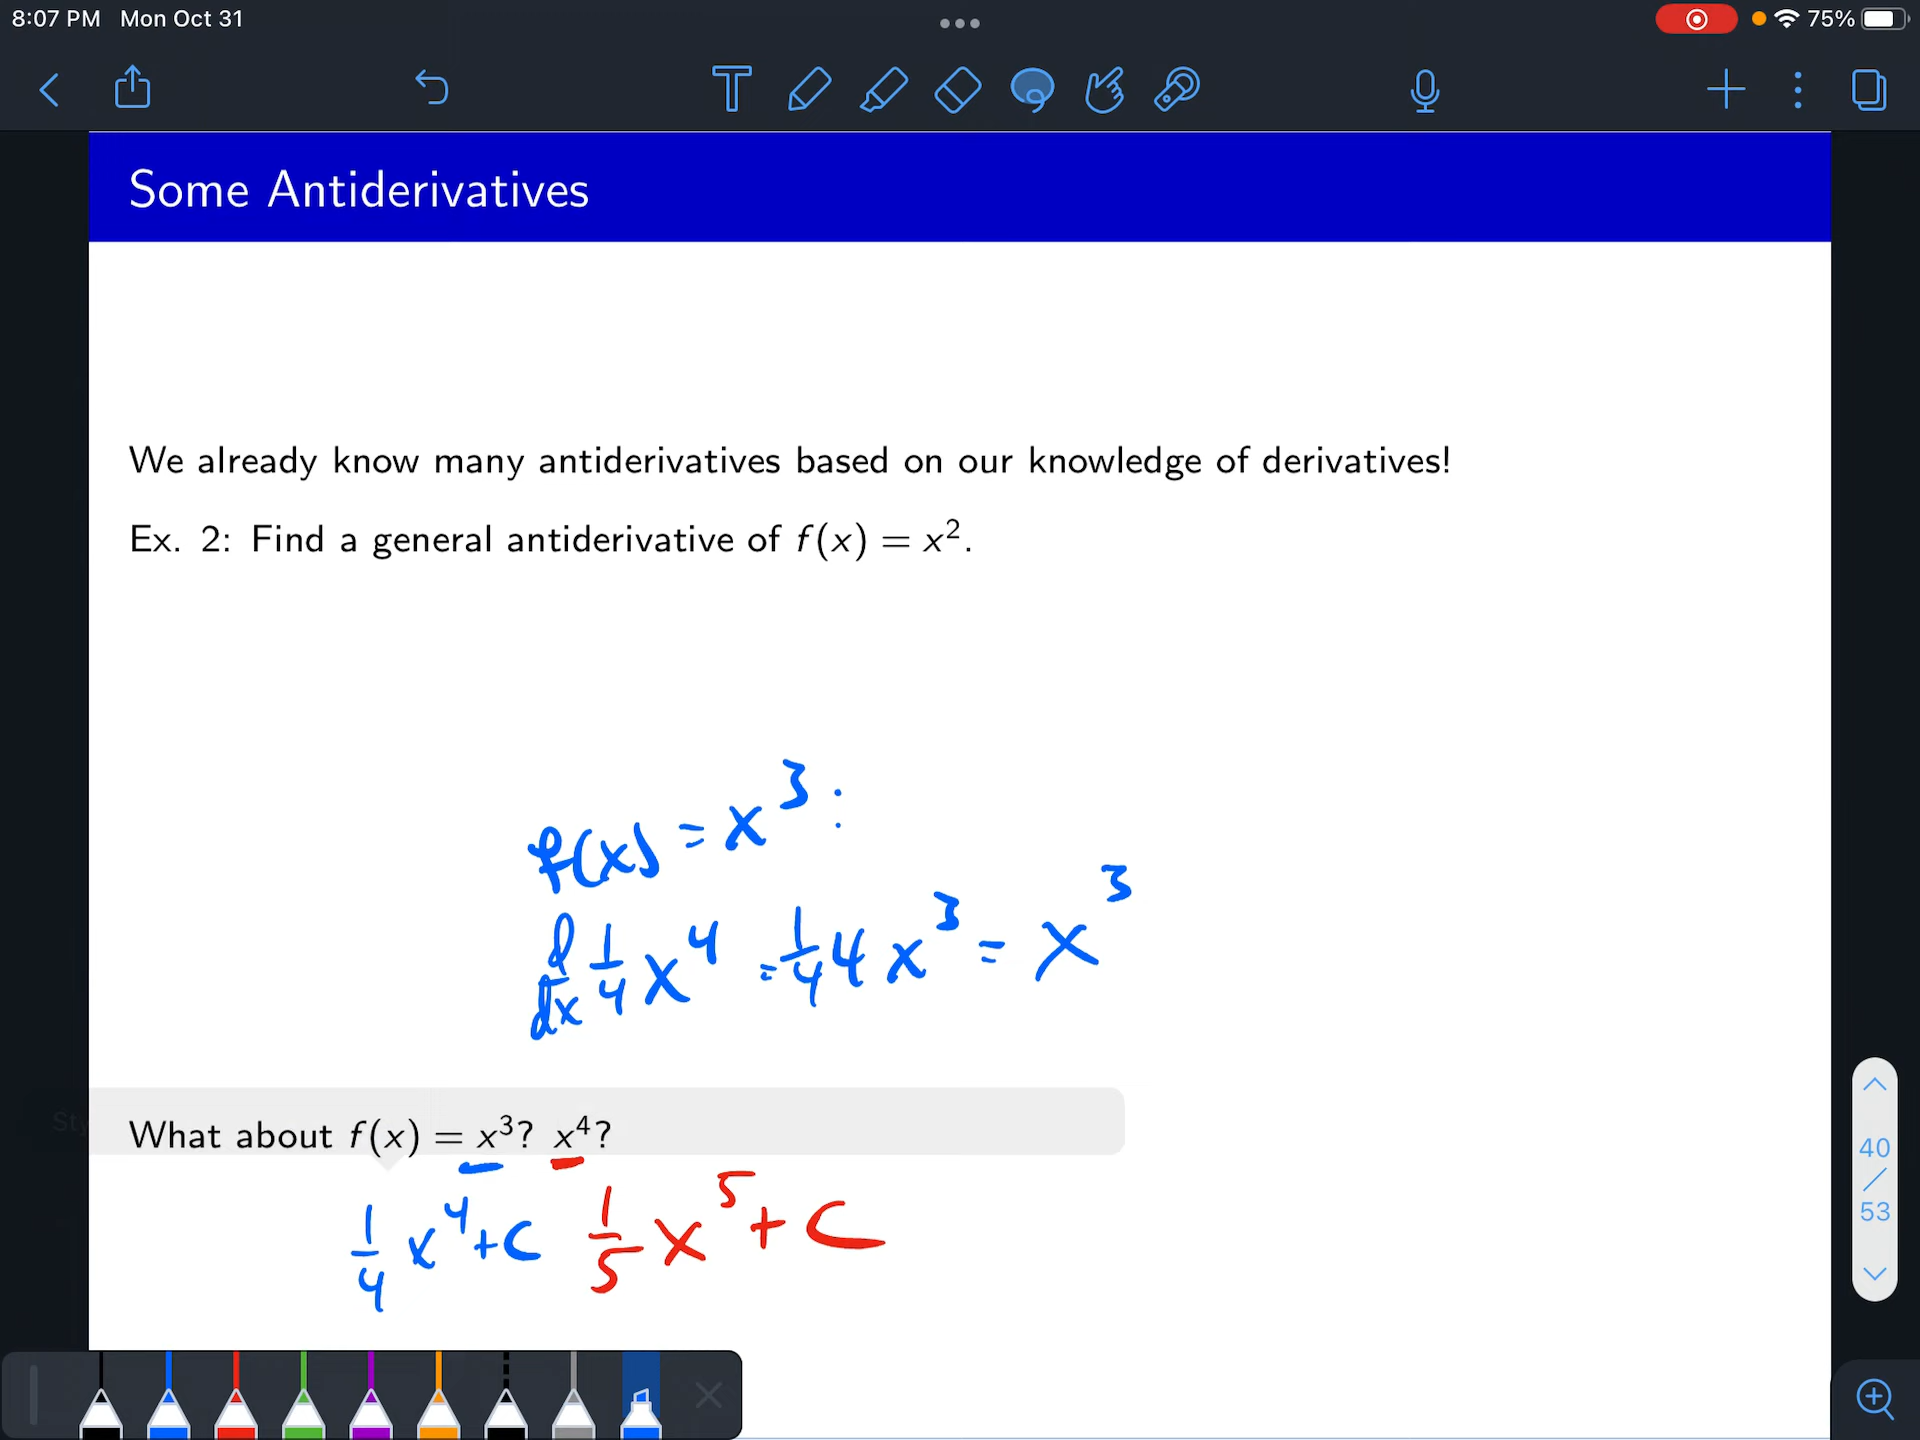 8:07 PM Mon Oct 31
75%
Some Antiderivatives
We already know many antiderivatives based on our knowledge of derivatives!
Ex. 2: Find a general antiderivative of f(x) = x².
f(x) = x³:
d/dx 1/4 x⁴ = 1/4 4 x³ = x³
What about f(x) = x³? x⁴?
1/4 x⁴ + C 1/5 x⁵ + C
40
/
53